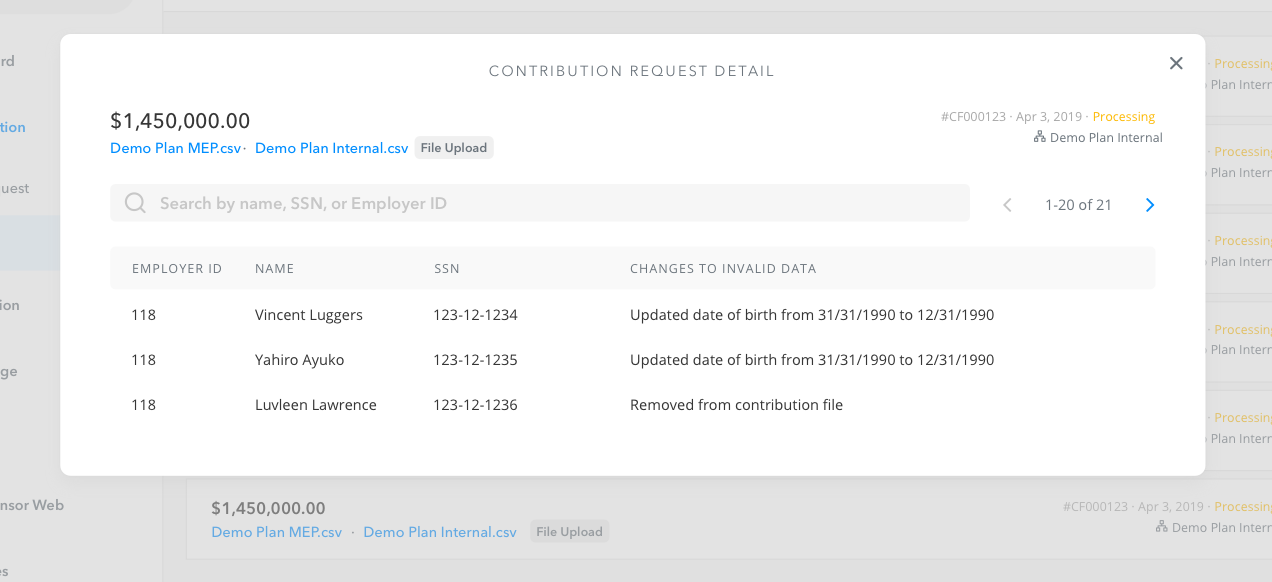 CONTRIBUTION REQUEST DETAIL
$1,450,000.00
#CF000123 · Apr 3, 2019 · Processing
Demo Plan MEP.csv · Demo Plan Internal.csv File Upload
Demo Plan Internal
Search by name, SSN, or Employer ID
1-20 of 21
EMPLOYER ID NAME SSN CHANGES TO INVALID DATA
118 Vincent Luggers 123-12-1234 Updated date of birth from 31/31/1990 to 12/31/1990
118 Yahiro Ayuko 123-12-1235 Updated date of birth from 31/31/1990 to 12/31/1990
118 Luvleen Lawrence 123-12-1236 Removed from contribution file
$1,450,000.00
#CF000123 · Apr 3, 2019 · Processing
Demo Plan MEP.csv · Demo Plan Internal.csv File Upload
Demo Plan Intern
rd
tion
uest
ion
ge
nsor Web
es
· Processing
Plan Intern
· Processing
Plan Intern
· Processing
Plan Intern
· Processing
Plan Intern
· Processing
Plan Intern